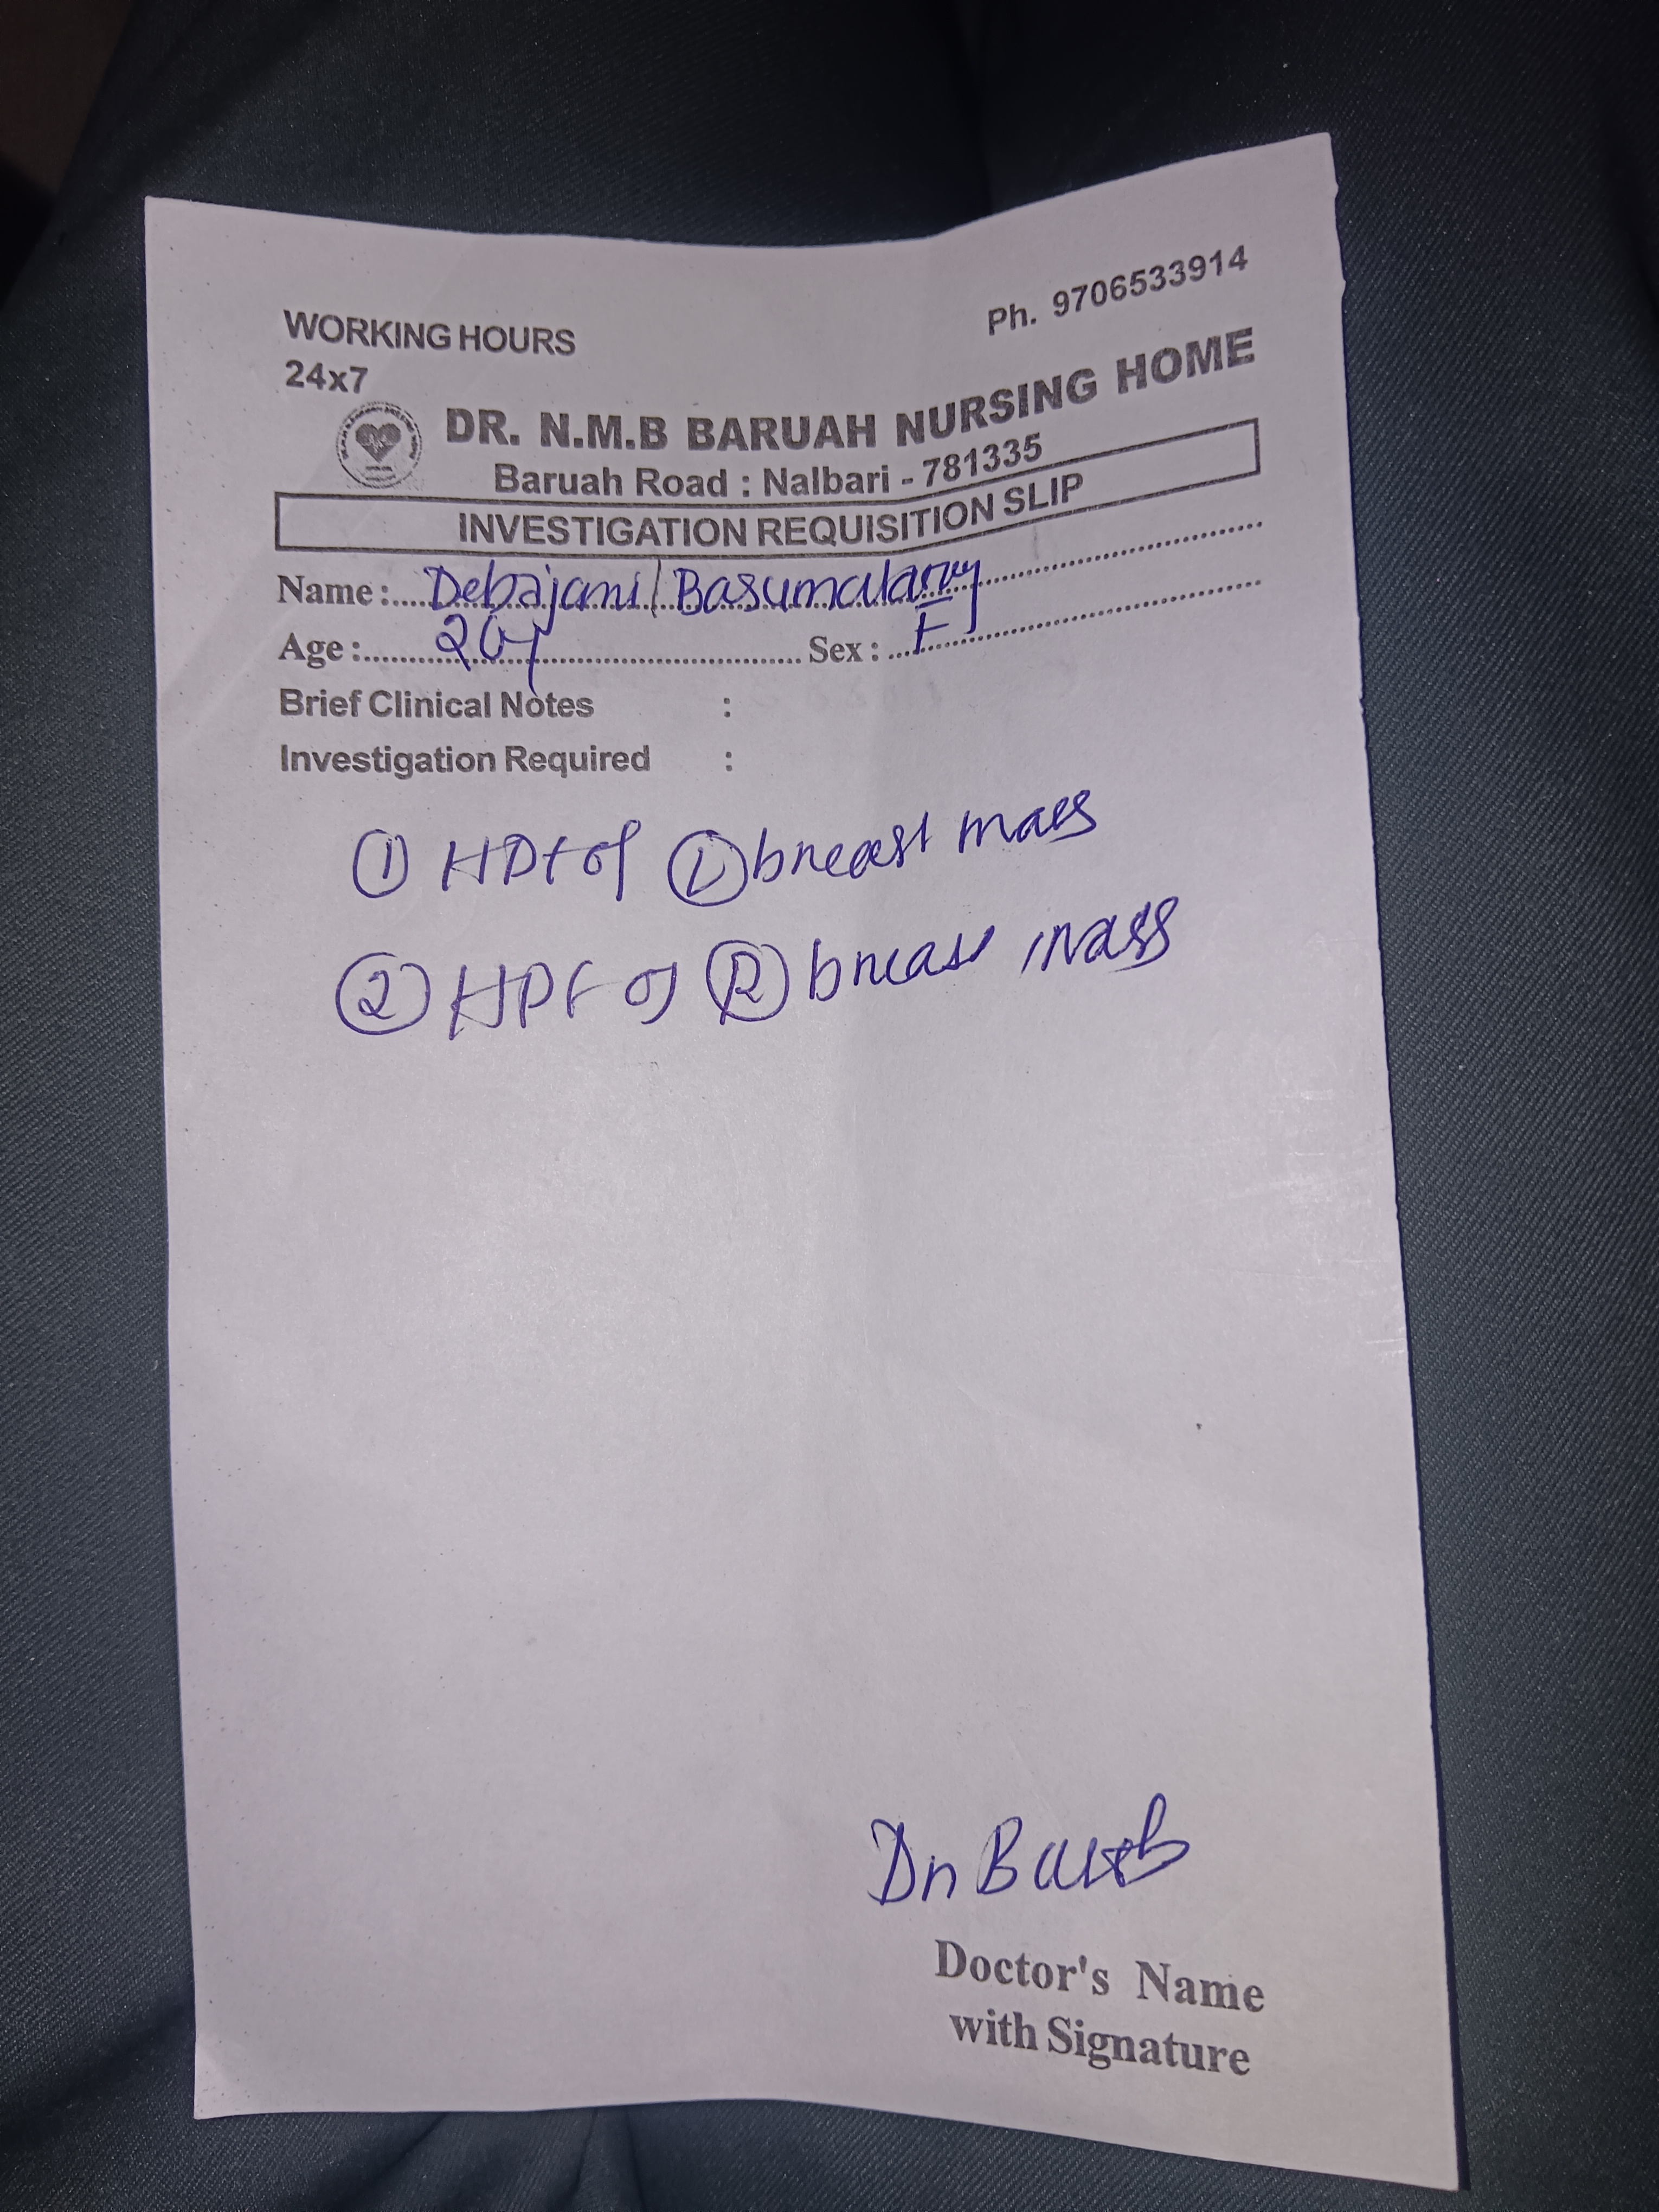 WORKING HOURS
24x7
Ph. 9706533914
DR. N.M.B BARUAH NURSING HOME
Baruah Road : Nalbari - 781335
INVESTIGATION REQUISITION SLIP
Name : Debajani Basumatary
Age : 20y Sex : F
Brief Clinical Notes :
Investigation Required :
① HPE of Ⓛ breast mass
② HPE of Ⓡ breast mass
Dr
Doctor's Name
with Signature